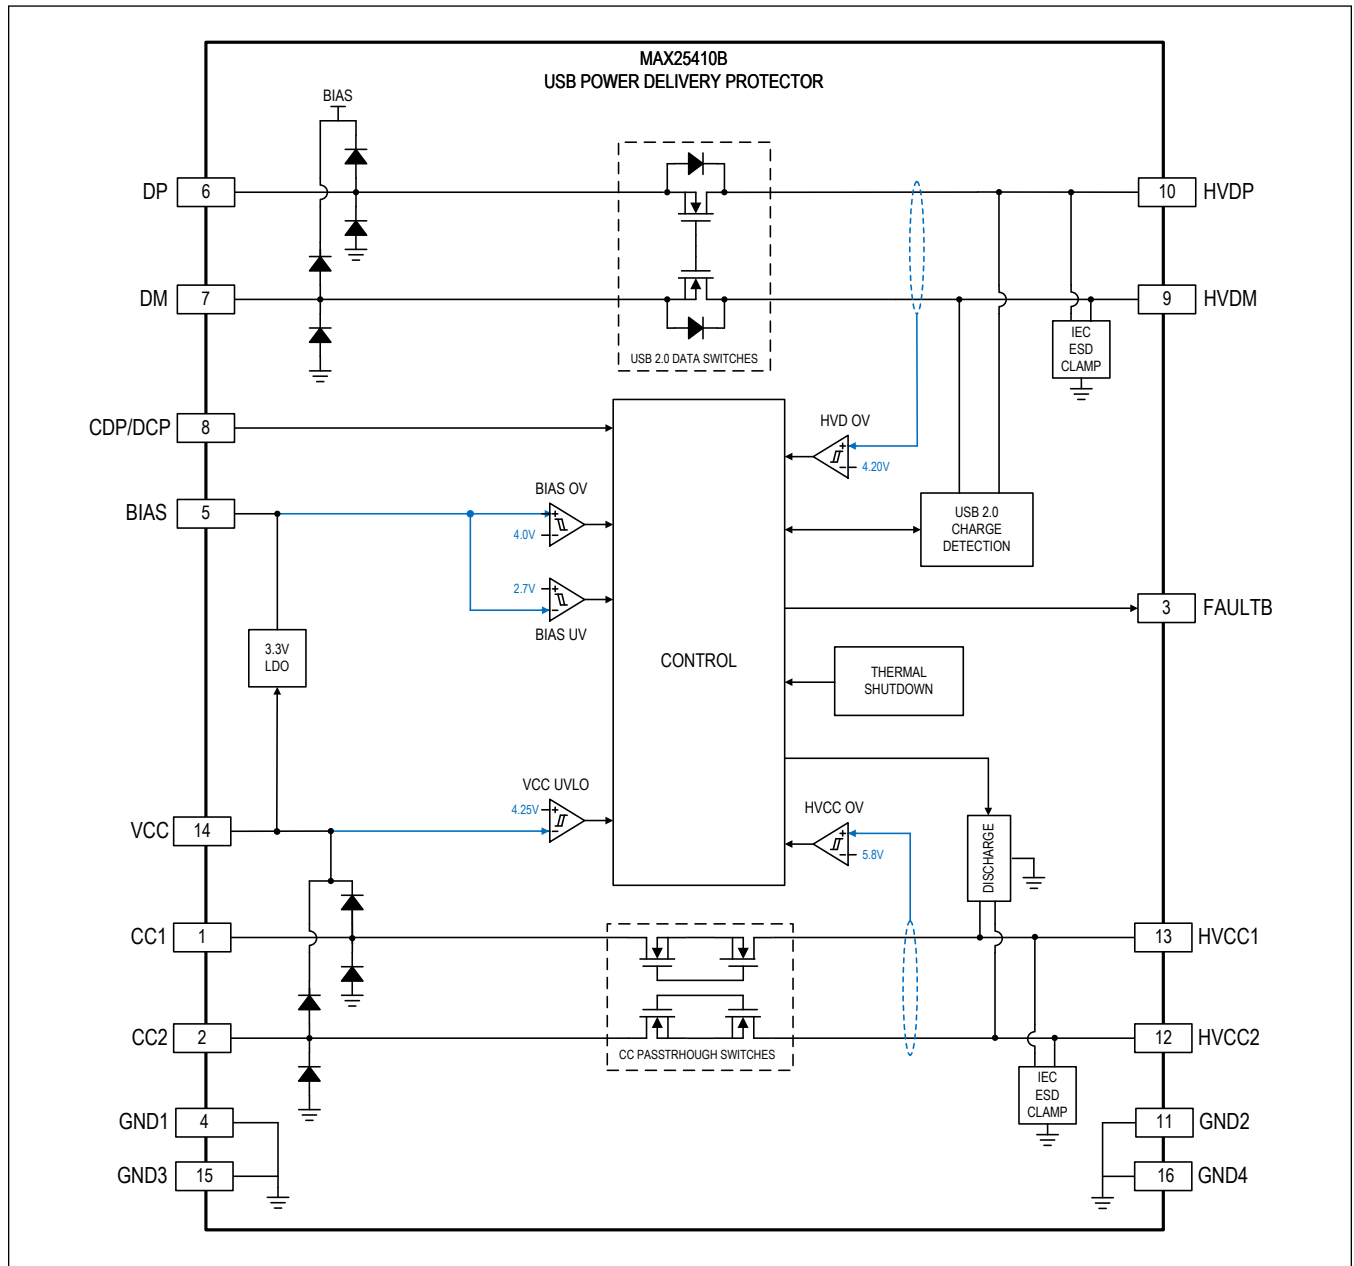 MAX25410B
USB POWER DELIVERY PROTECTOR
BIAS
DP 6
10 HVDP
DM 7
9 HVDM
USB 2.0 DATA SWITCHES
IEC
ESD
CLAMP
CDP/DCP 8
HVD OV
+
-
4.20V
BIAS 5
BIAS OV
+
4.0V -
USB 2.0
CHARGE
DETECTION
2.7V +
-
BIAS UV
3 FAULTB
3.3V
LDO
CONTROL
THERMAL
SHUTDOWN
VCC UVLO
4.25V +
-
HVCC OV
+
- 5.8V
VCC 14
DISCHARGE
CC1 1
13 HVCC1
CC2 2
12 HVCC2
CC PASSTRHOUGH SWITCHES
IEC
ESD
CLAMP
GND1 4
11 GND2
GND3 15
16 GND4